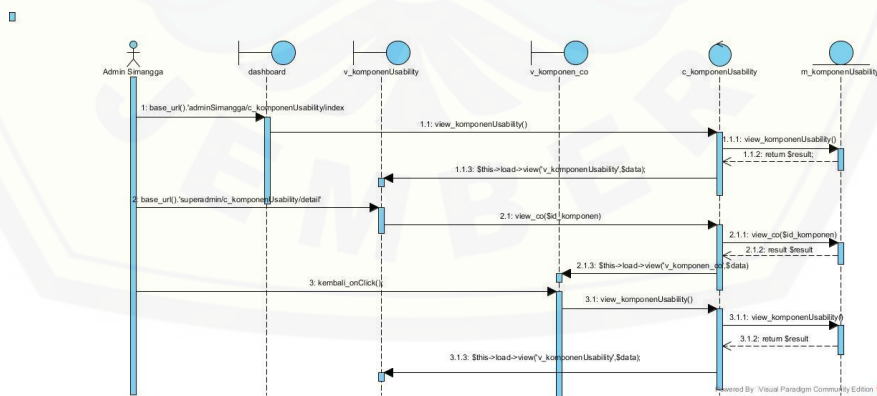 Admin Simangga
dashboard
v_komponenUsability
v_komponen_co
c_komponenUsability
m_komponenUsability
1: base_url().'adminSimangga/c_komponenUsability/index
1.1: view_komponenUsability()
1.1.1: view_komponenUsability()
1.1.2: return $result;
1.1.3: $this->load->view('v_komponenUsability',$data);
2: base_url().'superadmin/c_komponenUsability/detail'
2.1: view_co($id_komponen)
2.1.1: view_co($id_komponen)
2.1.2: result $result
2.1.3: $this->load->view('v_komponen_co',$data)
3: kembali_onClick();
3.1: view_komponenUsability()
3.1.1: view_komponenUsability()
3.1.2: return $result
3.1.3: $this->load->view('v_komponenUsability',$data);
Powered By Visual Paradigm Community Edition
EMBER